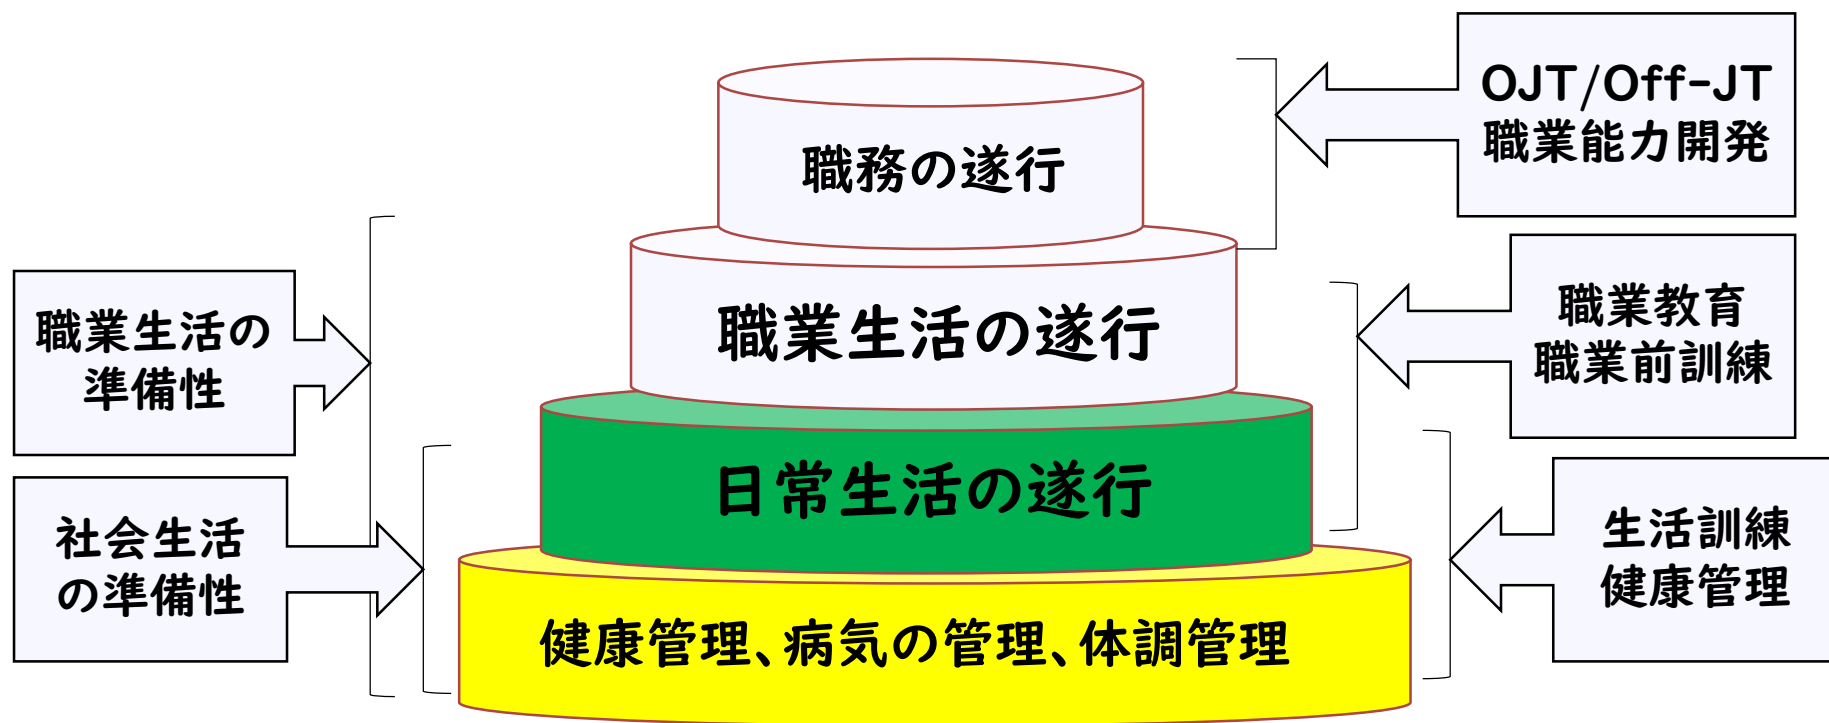 OJT/Off-JT
職業能力開発
職務の遂行
職業生活の
準備性
職業生活の遂行
職業教育
職業前訓練
社会生活
の準備性
日常生活の遂行
生活訓練
健康管理
健康管理、病気の管理、体調管理